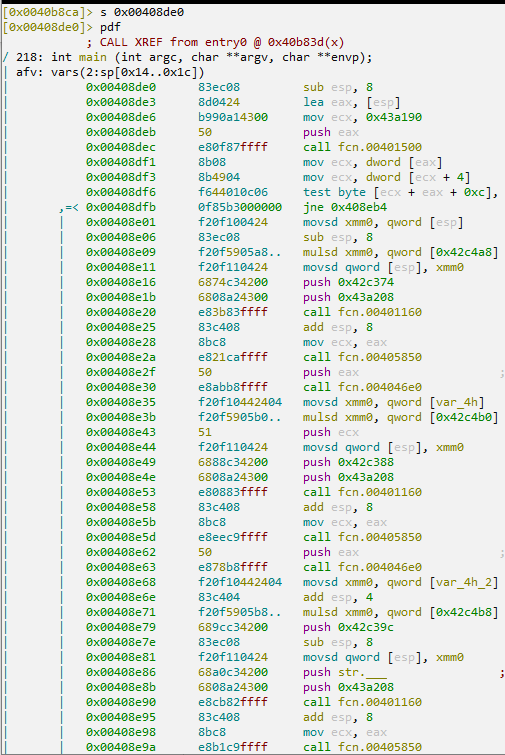 [0x0040b8ca]> s 0x00408de0
[0x00408de0]> pdf
; CALL XREF from entry0 @ 0x40b83d(x)
/ 218: int main (int argc, char **argv, char **envp);
| afv: vars(2:sp[0x14..0x1c])
| 0x00408de0 83ec08 sub esp, 8
| 0x00408de3 8d0424 lea eax, [esp]
| 0x00408de6 b990a14300 mov ecx, 0x43a190
| 0x00408deb 50 push eax
| 0x00408dec e80f87ffff call fcn.00401500
| 0x00408df1 8b08 mov ecx, dword [eax]
| 0x00408df3 8b4904 mov ecx, dword [ecx + 4]
| 0x00408df6 f644010c06 test byte [ecx + eax + 0xc],
| ,=< 0x00408dfb 0f85b3000000 jne 0x408eb4
| | 0x00408e01 f20f100424 movsd xmm0, qword [esp]
| | 0x00408e06 83ec08 sub esp, 8
| | 0x00408e09 f20f5905a8.. mulsd xmm0, qword [0x42c4a8]
| | 0x00408e11 f20f110424 movsd qword [esp], xmm0
| | 0x00408e16 6874c34200 push 0x42c374
| | 0x00408e1b 6808a24300 push 0x43a208
| | 0x00408e20 e83b83ffff call fcn.00401160
| | 0x00408e25 83c408 add esp, 8
| | 0x00408e28 8bc8 mov ecx, eax
| | 0x00408e2a e821caffff call fcn.00405850
| | 0x00408e2f 50 push eax ;
| | 0x00408e30 e8abb8ffff call fcn.004046e0
| | 0x00408e35 f20f10442404 movsd xmm0, qword [var_4h]
| | 0x00408e3b f20f5905b0.. mulsd xmm0, qword [0x42c4b0]
| | 0x00408e43 51 push ecx
| | 0x00408e44 f20f110424 movsd qword [esp], xmm0
| | 0x00408e49 6888c34200 push 0x42c388
| | 0x00408e4e 6808a24300 push 0x43a208
| | 0x00408e53 e80883ffff call fcn.00401160
| | 0x00408e58 83c408 add esp, 8
| | 0x00408e5b 8bc8 mov ecx, eax
| | 0x00408e5d e8eec9ffff call fcn.00405850
| | 0x00408e62 50 push eax ;
| | 0x00408e63 e878b8ffff call fcn.004046e0
| | 0x00408e68 f20f10442404 movsd xmm0, qword [var_4h_2]
| | 0x00408e6e 83c404 add esp, 4
| | 0x00408e71 f20f5905b8.. mulsd xmm0, qword [0x42c4b8]
| | 0x00408e79 689cc34200 push 0x42c39c
| | 0x00408e7e 83ec08 sub esp, 8
| | 0x00408e81 f20f110424 movsd qword [esp], xmm0
| | 0x00408e86 68a0c34200 push str.___ ;
| | 0x00408e8b 6808a24300 push 0x43a208
| | 0x00408e90 e8cb82ffff call fcn.00401160
| | 0x00408e95 83c408 add esp, 8
| | 0x00408e98 8bc8 mov ecx, eax
| | 0x00408e9a e8b1c9ffff call fcn.00405850